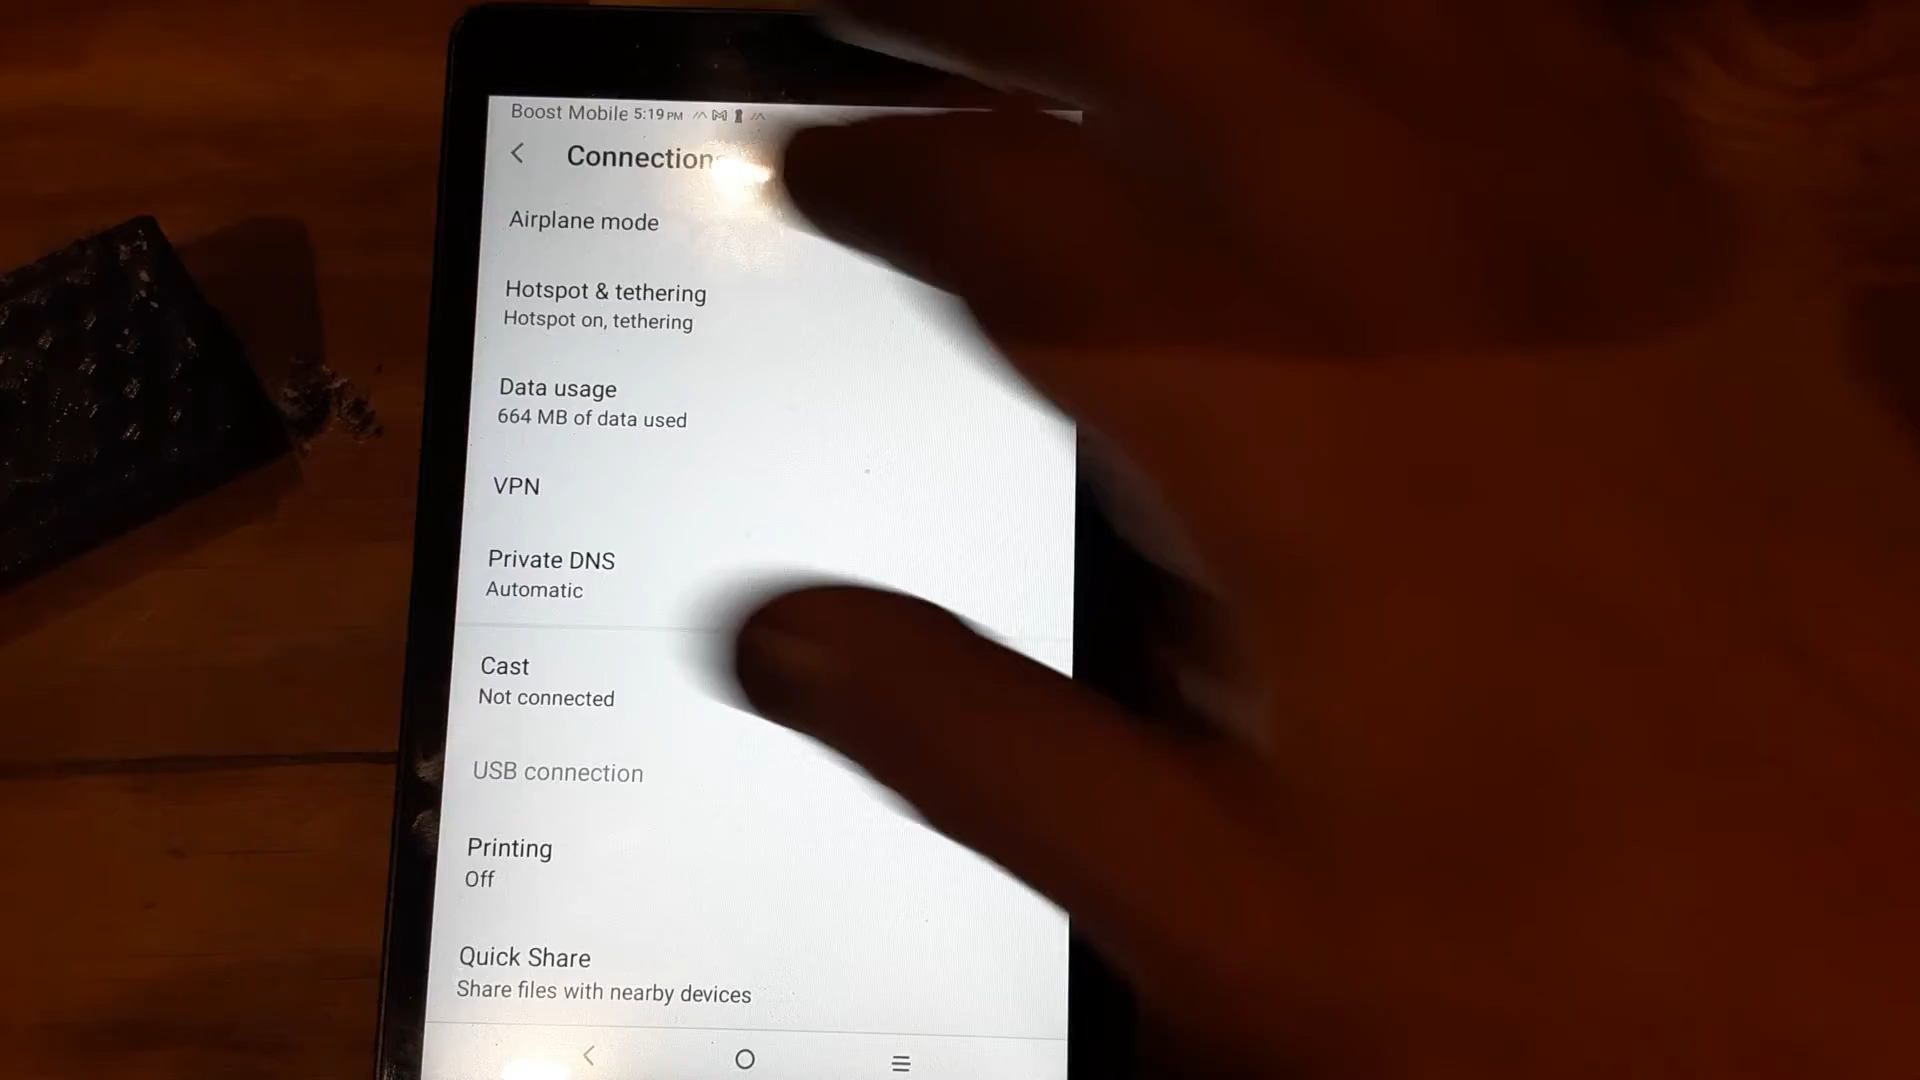 Boost Mobile 5:19 PM
Connections
Airplane mode
Hotspot & tethering
Hotspot on, tethering
Data usage
664 MB of data used
VPN
Private DNS
Automatic
Cast
Not connected
USB connection
Printing
Off
Quick Share
Share files with nearby devices